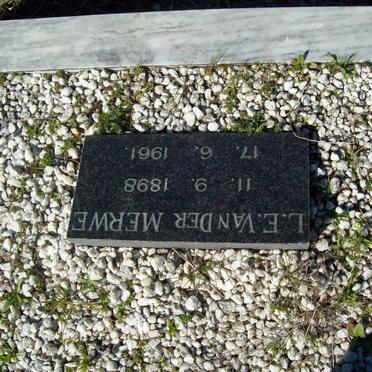 L.E. VAN DER MERWE
11. 9. 1898
17. 6. 1961.